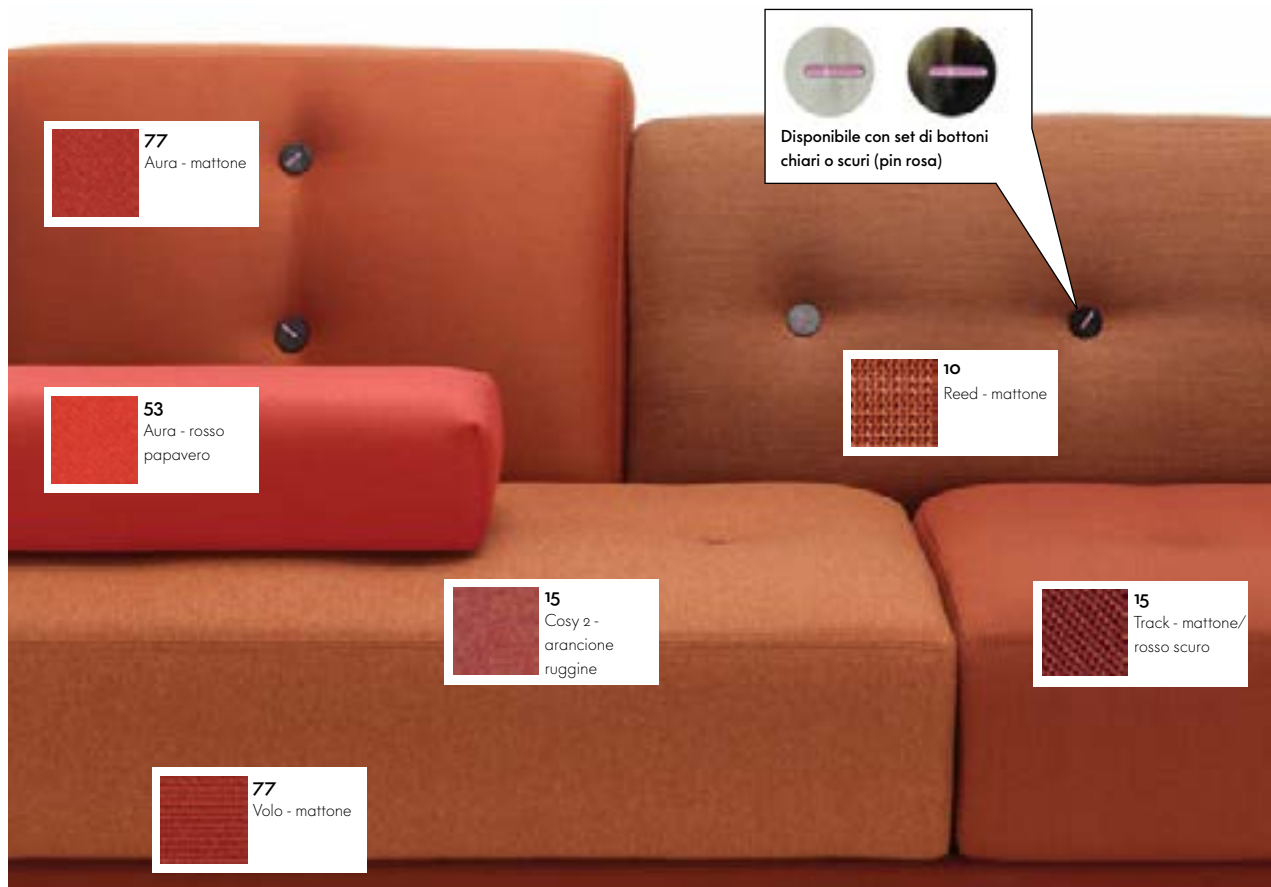 Disponibile con set di bottoni
chiari o scuri (pin rosa)
77
Aura - mattone
10
Reed - mattone
53
Aura - rosso
papavero
15
Cosy 2 -
arancione
ruggine
15
Track - mattone/
rosso scuro
77
Volo - mattone